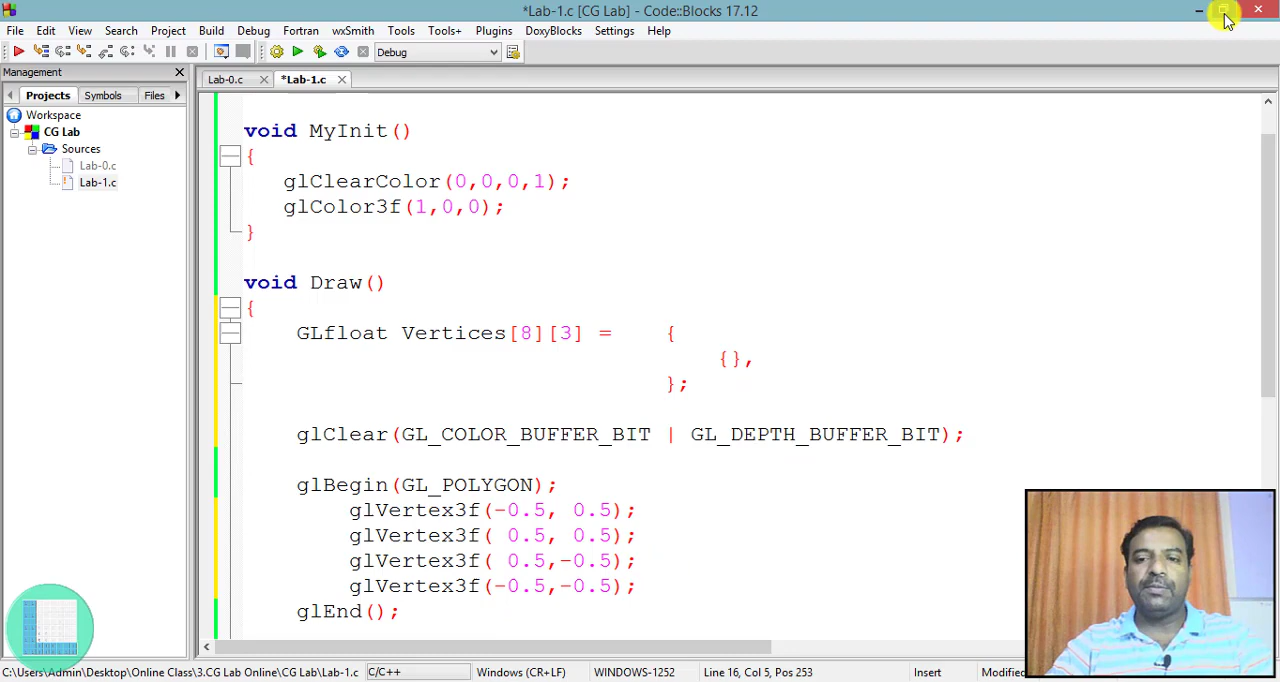 *Lab-1.c [CG Lab] - Code::Blocks 17.12
File Edit View Search Project Build Debug Fortran wxSmith Tools Tools+ Plugins DoxyBlocks Settings Help
Debug
Management
Lab-0.c *Lab-1.c
Projects Symbols Files
Workspace
CG Lab
Sources
Lab-0.c
Lab-1.c
void MyInit()
{
glClearColor(0,0,0,1);
glColor3f(1,0,0);
}
void Draw()
{
GLfloat Vertices[8][3] = {
{},
};
glClear(GL_COLOR_BUFFER_BIT | GL_DEPTH_BUFFER_BIT);
glBegin(GL_POLYGON);
glVertex3f(-0.5, 0.5);
glVertex3f( 0.5, 0.5);
glVertex3f( 0.5,-0.5);
glVertex3f(-0.5,-0.5);
glEnd();
C:\Users\Admin\Desktop\Online Class\3.CG Lab Online\CG Lab\Lab-1.c C/C++ Windows (CR+LF) WINDOWS-1252 Line 16, Col 5, Pos 253 Insert